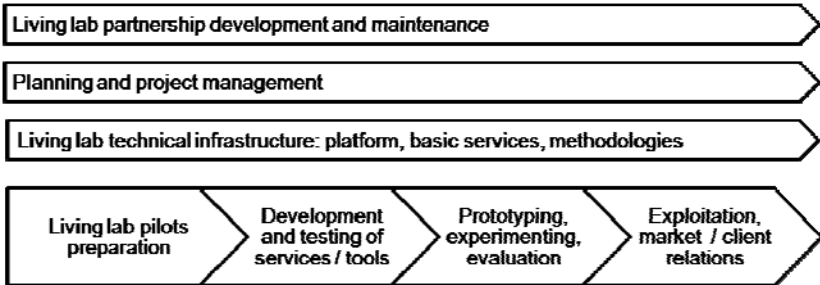 Living lab partnership development and maintenance
Planning and project management
Living lab technical infrastructure: platform, basic services, methodologies
Living lab pilots
preparation
Development
and testing of
services / tools
Prototyping,
experimenting,
evaluation
Exploitation,
market / client
relations